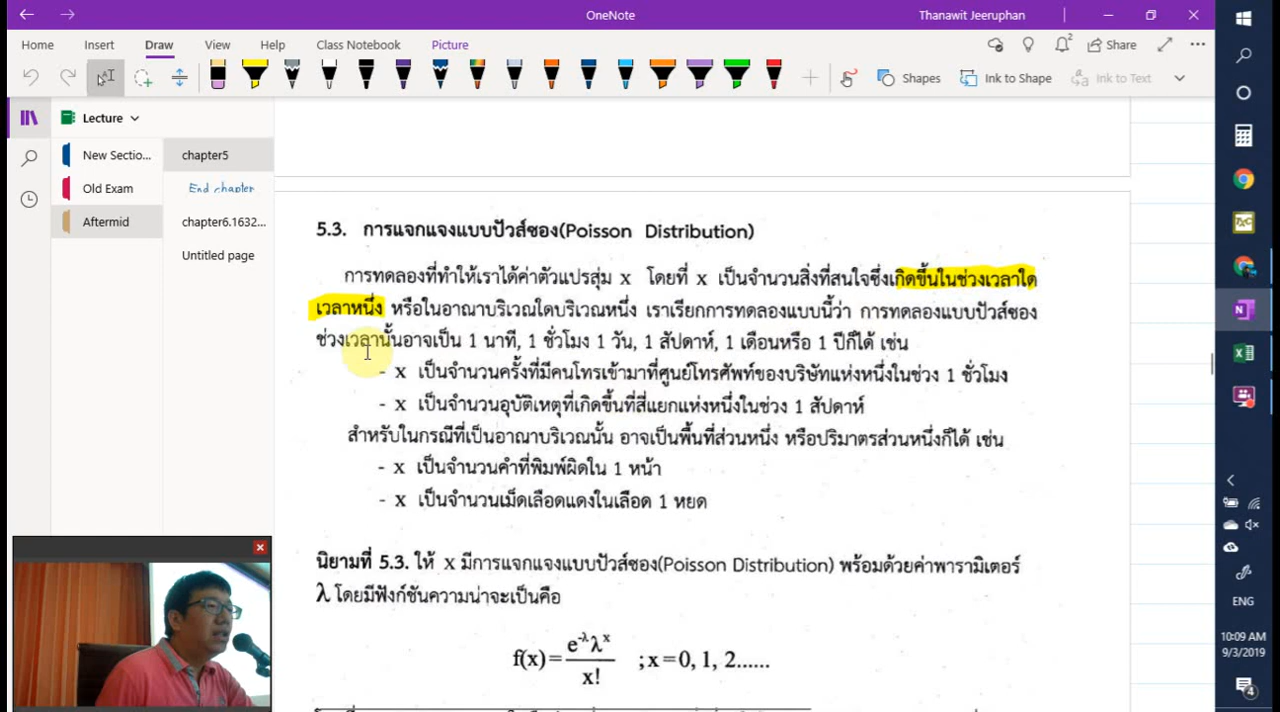 OneNote
Thanawit Jeeruphan
Home Insert Draw View Help Class Notebook Picture
Share
Shapes
Ink to Shape
Ink to Text
Lecture
New Sectio...
Old Exam
Aftermid
chapter5
End chapter
chapter6.1632...
Untitled page
5.3. การแจกแจงแบบปัวส์ซอง(Poisson Distribution)
การทดลองที่ทำให้เราได้ค่าตัวแปรสุ่ม x โดยที่ x เป็นจำนวนสิ่งที่สนใจซึ่งเกิดขึ้นในช่วงเวลาใด
เวลาหนึ่ง หรือในอาณาบริเวณใดบริเวณหนึ่ง เราเรียกการทดลองแบบนี้ว่า การทดลองแบบปัวส์ซอง
ช่วงเวลานั้นอาจเป็น 1 นาที, 1 ชั่วโมง 1 วัน, 1 สัปดาห์, 1 เดือนหรือ 1 ปีก็ได้ เช่น
- x เป็นจำนวนครั้งที่มีคนโทรเข้ามาที่ศูนย์โทรศัพท์ของบริษัทแห่งหนึ่งในช่วง 1 ชั่วโมง
- x เป็นจำนวนอุบัติเหตุที่เกิดขึ้นที่สี่แยกแห่งหนึ่งในช่วง 1 สัปดาห์
สำหรับในกรณีที่เป็นอาณาบริเวณนั้น อาจเป็นพื้นที่ส่วนหนึ่ง หรือปริมาตรส่วนหนึ่งก็ได้ เช่น
- x เป็นจำนวนคำที่พิมพ์ผิดใน 1 หน้า
- x เป็นจำนวนเม็ดเลือดแดงในเลือด 1 หยด
นิยามที่ 5.3. ให้ x มีการแจกแจงแบบปัวส์ซอง(Poisson Distribution) พร้อมด้วยค่าพารามิเตอร์
λ โดยมีฟังก์ชันความน่าจะเป็นคือ
f(x)=e^-λ λ^x / x! ;x=0, 1, 2......
ENG
10:09 AM
9/3/2019
4